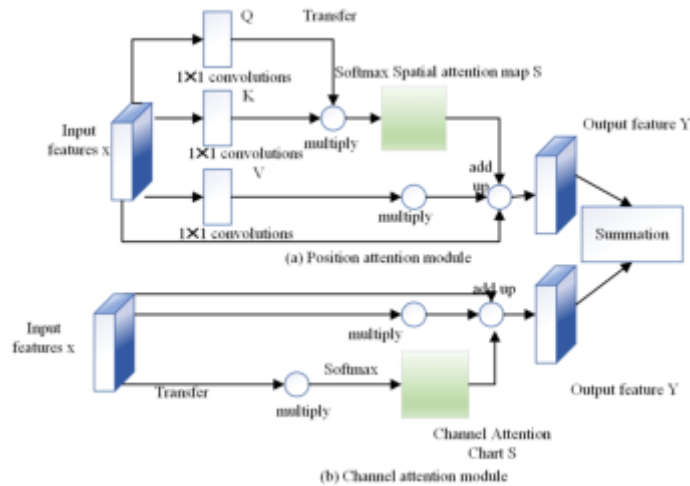 Q
Transfer
1×1 convolutions
Softmax Spatial attention map S
K
Input
features x
multiply
Output feature Y
1×1 convolutions
V
add
up
multiply
1×1 convolutions
Summation
(a) Position attention module
add up
Input
features x
multiply
Softmax
Transfer
multiply
Output feature Y
Channel Attention
Chart S
(b) Channel attention module